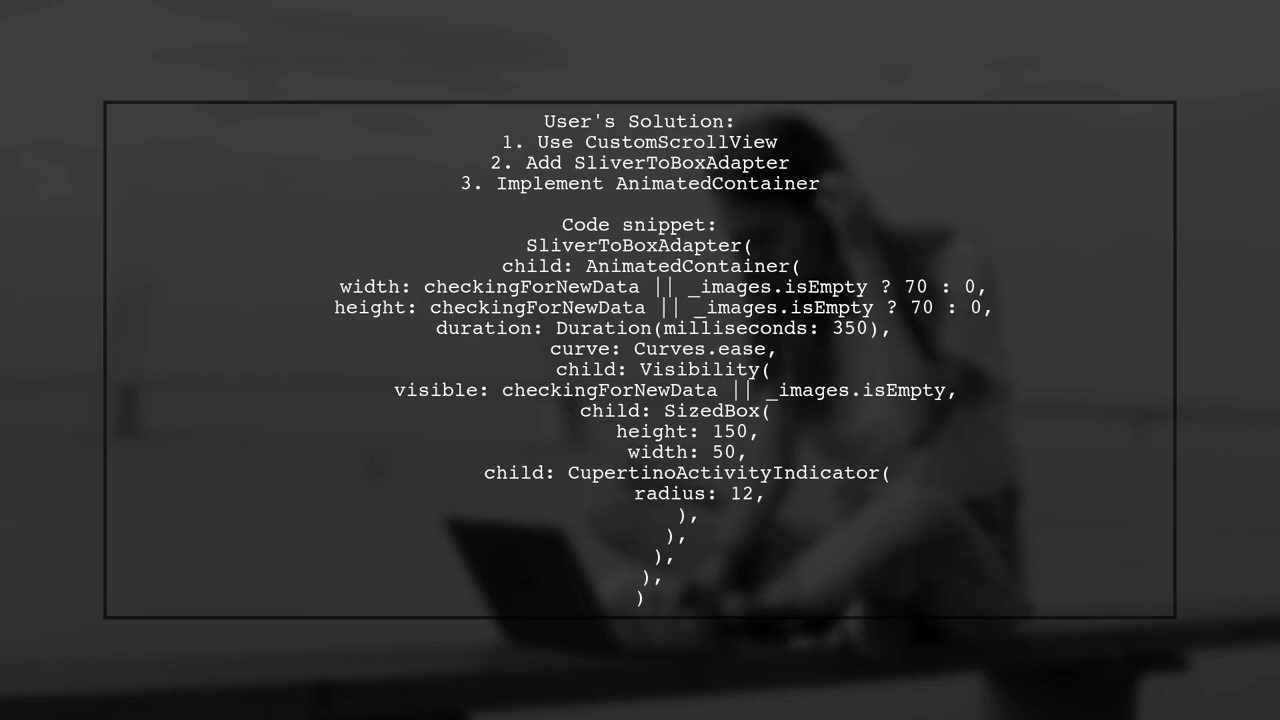 User's Solution:
1. Use CustomScrollView
2. Add SliverToBoxAdapter
3. Implement AnimatedContainer
Code snippet:
SliverToBoxAdapter(
child: AnimatedContainer(
width: checkingForNewData || _images.isEmpty ? 70 : 0,
height: checkingForNewData || _images.isEmpty ? 70 : 0,
duration: Duration(milliseconds: 350),
curve: Curves.ease,
child: Visibility(
visible: checkingForNewData || _images.isEmpty,
child: SizedBox(
height: 150,
width: 50,
child: CupertinoActivityIndicator(
radius: 12,
),
),
),
),
)